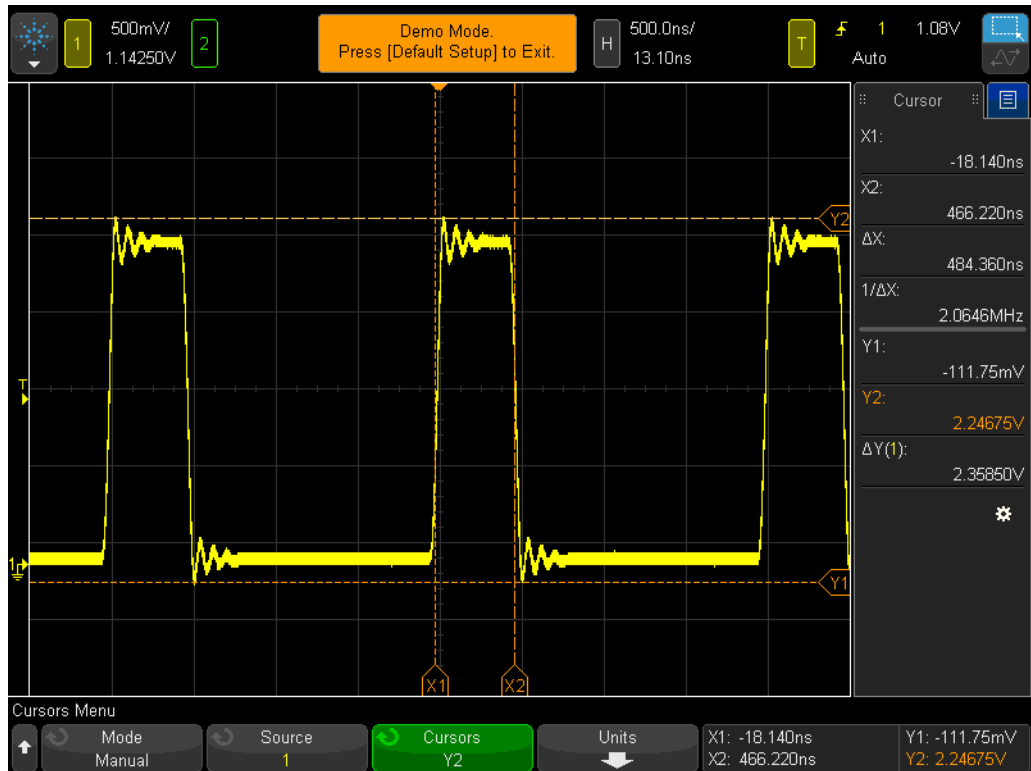 1
500mV/
1.14250V
2
Demo Mode.
Press [Default Setup] to Exit.
H
500.0ns/
13.10ns
T
1
1.08V
Auto
Cursor
X1:
-18.140ns
X2:
466.220ns
ΔX:
484.360ns
1/ΔX:
2.0646MHz
Y1:
-111.75mV
Y2:
2.24675V
ΔY(1):
2.35850V
Y2
T
1
Y1
X1
X2
Cursors Menu
Mode
Manual
Source
1
Cursors
Y2
Units
X1: -18.140ns
X2: 466.220ns
Y1: -111.75mV
Y2: 2.24675V